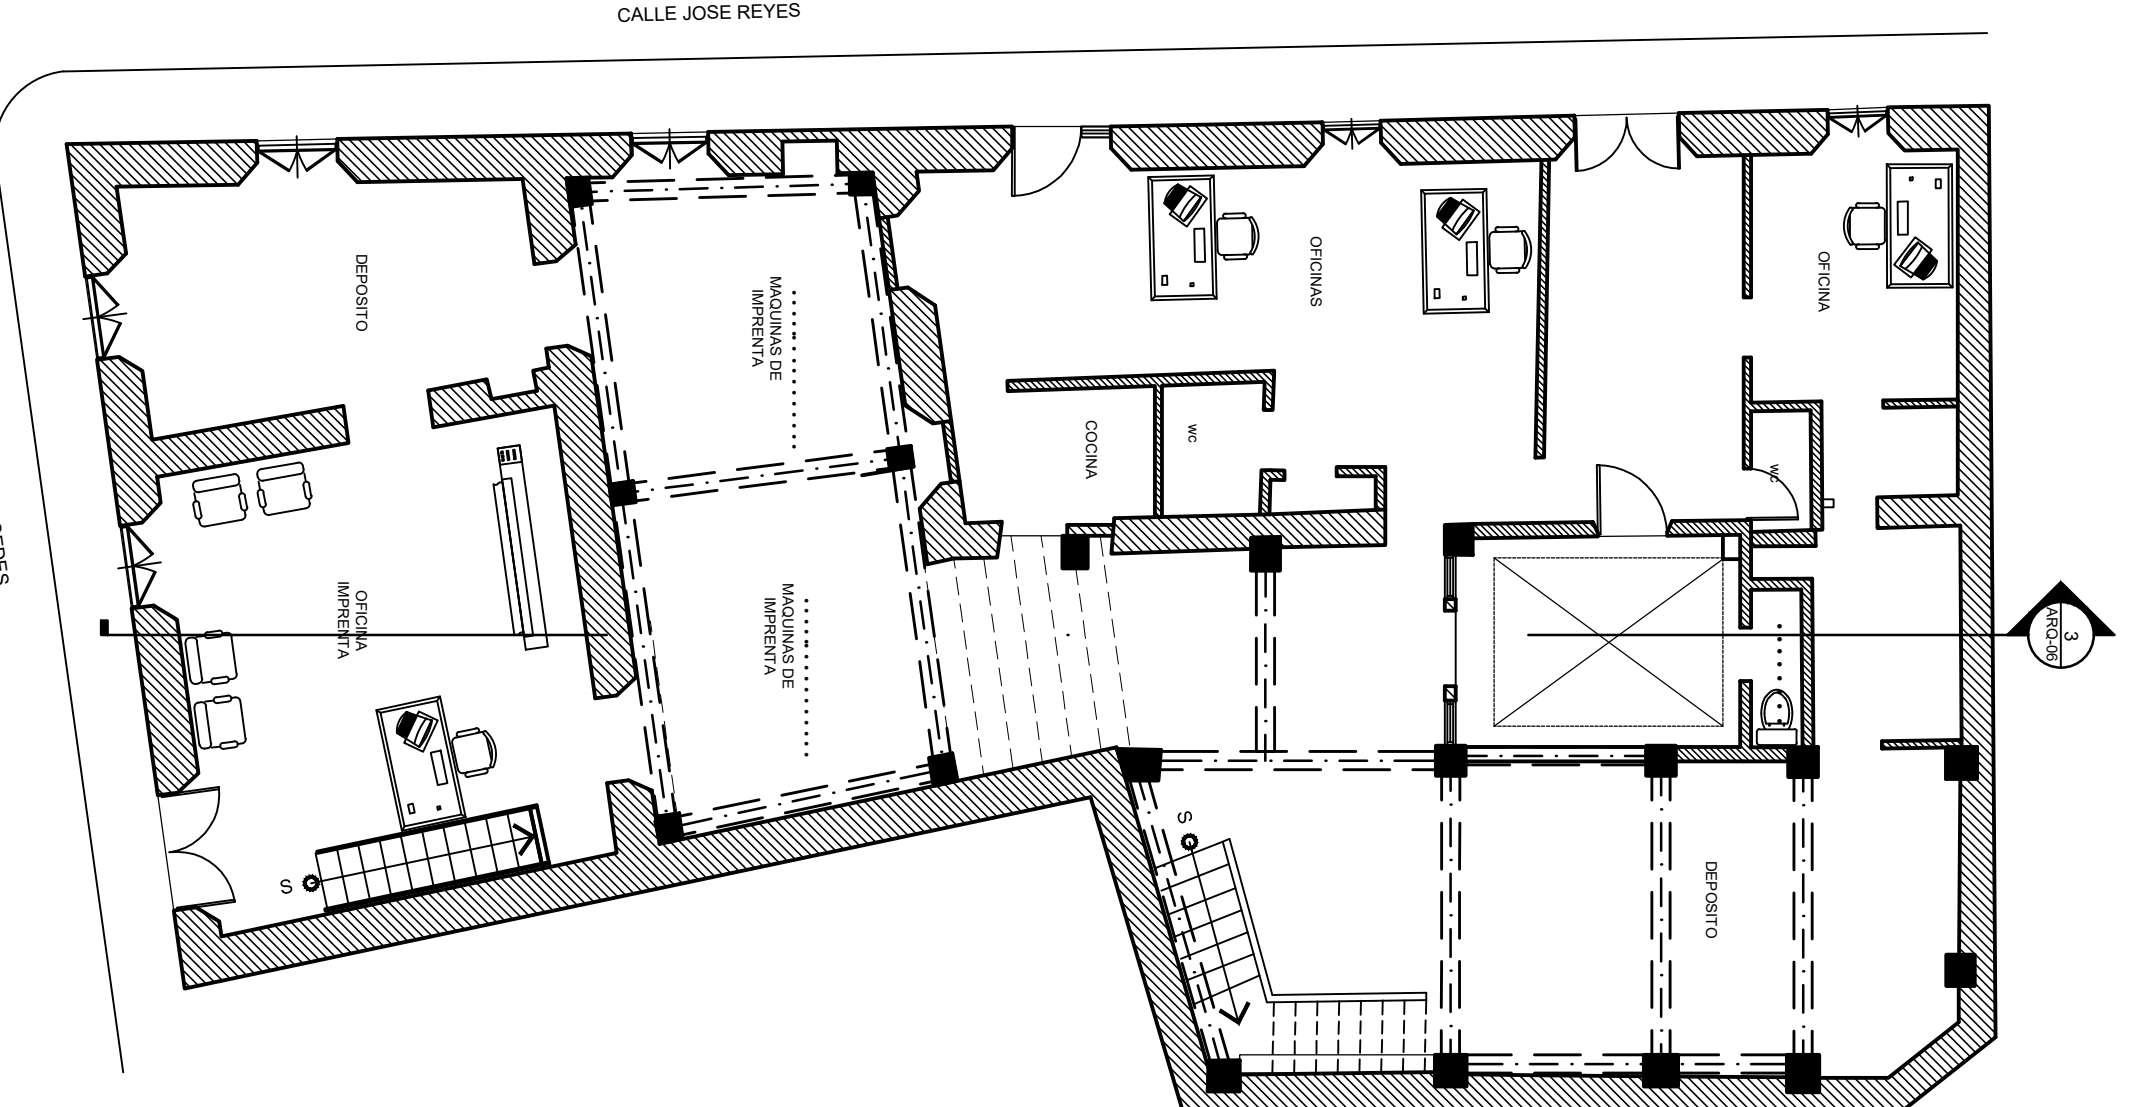 CALLE JOSE REYES
DEPOSITO
MAQUINAS DE
IMPRENTA
OFICINAS
OFICINA
COCINA
wc
wc
OFICINA
IMPRENTA
MAQUINAS DE
IMPRENTA
3
ARQ-06
S
S
DEPOSITO